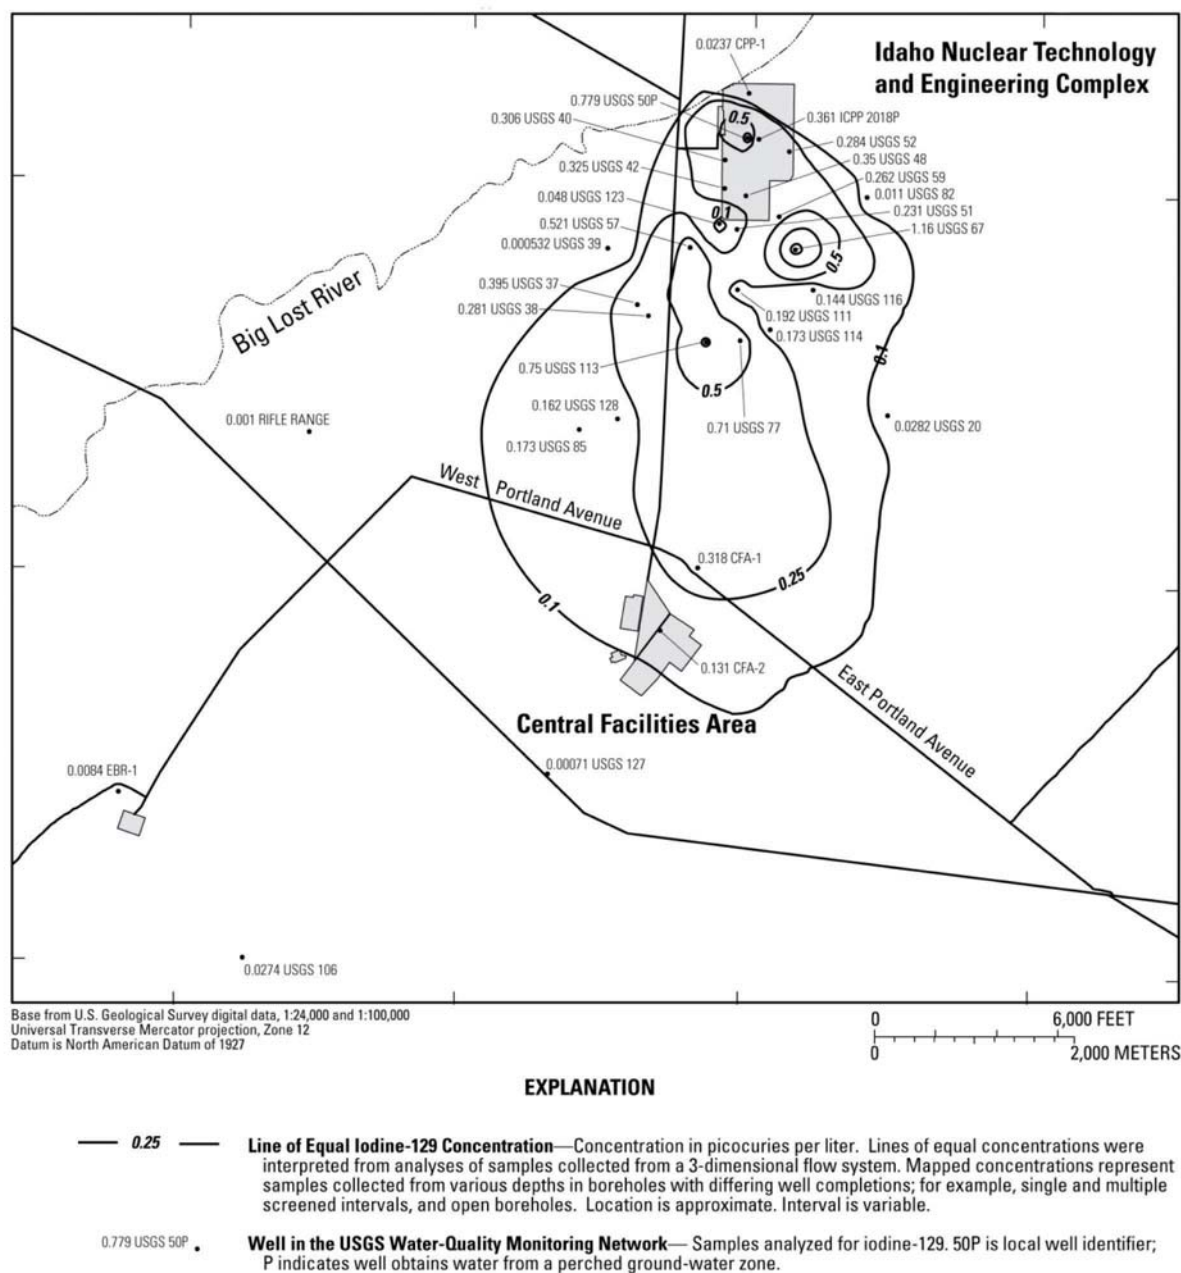 Idaho Nuclear Technology
and Engineering Complex
0.0237 CPP-1
0.779 USGS 50P
0.5
0.361 ICPP 2018P
0.306 USGS 40
0.284 USGS 52
0.325 USGS 42
0.35 USGS 48
0.262 USGS 59
0.048 USGS 123
0.1
0.011 USGS 82
0.231 USGS 51
0.521 USGS 57
1.16 USGS 67
0.000532 USGS 39
0.5
0.395 USGS 37
0.144 USGS 116
0.281 USGS 38
0.192 USGS 111
0.173 USGS 114
Big Lost River
0.1
0.75 USGS 113
0.5
0.162 USGS 128
0.001 RIFLE RANGE
0.71 USGS 77
0.0282 USGS 20
0.173 USGS 85
West Portland Avenue
0.318 CFA-1
0.25
0.1
0.131 CFA-2
East Portland Avenue
Central Facilities Area
0.00071 USGS 127
0.0084 EBR-1
0.0274 USGS 106
Base from U.S. Geological Survey digital data, 1:24,000 and 1:100,000
Universal Transverse Mercator projection, Zone 12
Datum is North American Datum of 1927
0 6,000 FEET
0 2,000 METERS
EXPLANATION
0.25 Line of Equal Iodine-129 Concentration—Concentration in picocuries per liter. Lines of equal concentrations were
interpreted from analyses of samples collected from a 3-dimensional flow system. Mapped concentrations represent
samples collected from various depths in boreholes with differing well completions; for example, single and multiple
screened intervals, and open boreholes. Location is approximate. Interval is variable.
0.779 USGS 50P Well in the USGS Water-Quality Monitoring Network— Samples analyzed for iodine-129. 50P is local well identifier;
P indicates well obtains water from a perched ground-water zone.